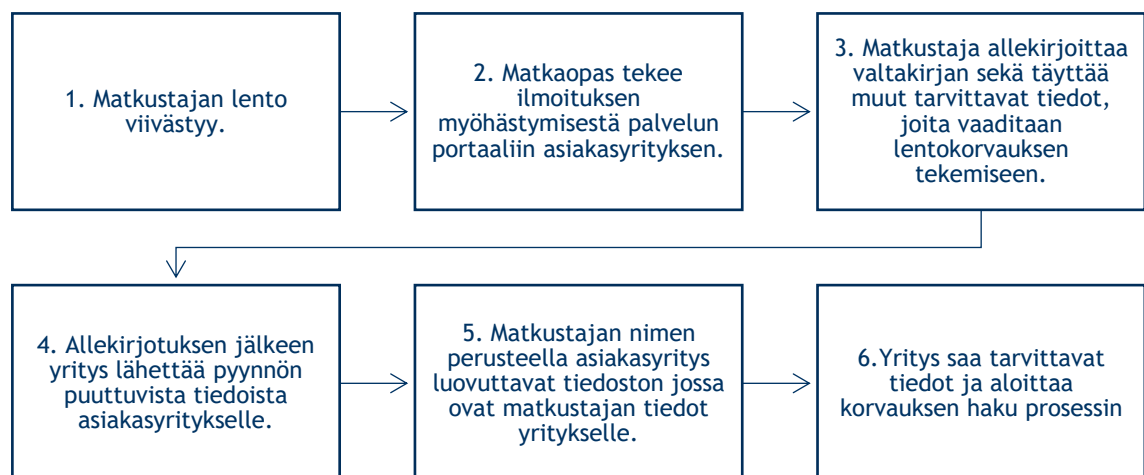 1. Matkustajan lento
viivästyy.
2. Matkaopas tekee
ilmoituksen
myöhästymisestä palvelun
portaaliin asiakasyrityksen.
3. Matkustaja allekirjoittaa
valtakirjan sekä täyttää
muut tarvittavat tiedot,
joita vaaditaan
lentokorvauksen
tekemiseen.
4. Allekirjotuksen jälkeen
yritys lähettää pyynnön
puuttuvista tiedoista
asiakasyritykselle.
5. Matkustajan nimen
perusteella asiakasyritys
luovuttavat tiedoston jossa
ovat matkustajan tiedot
yritykselle.
6.Yritys saa tarvittavat
tiedot ja aloittaa
korvauksen haku prosessin